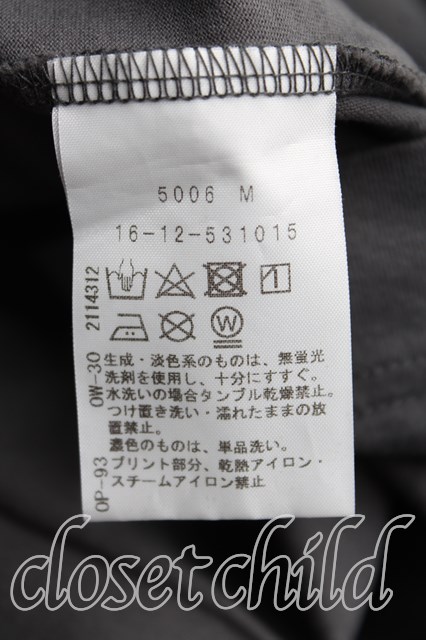 5006 M
16-12-531015
2114312
W
OW-30
OP-93
生成・淡色系のものは、無蛍光
洗剤を使用し、十分にすすぐ。
水洗いの場合タンブル乾燥禁止。
つけ置き洗い・濡れたままの放
置禁止。
濃色のものは、単品洗い。
プリント部分、乾熱アイロン・
スチームアイロン禁止
closet child